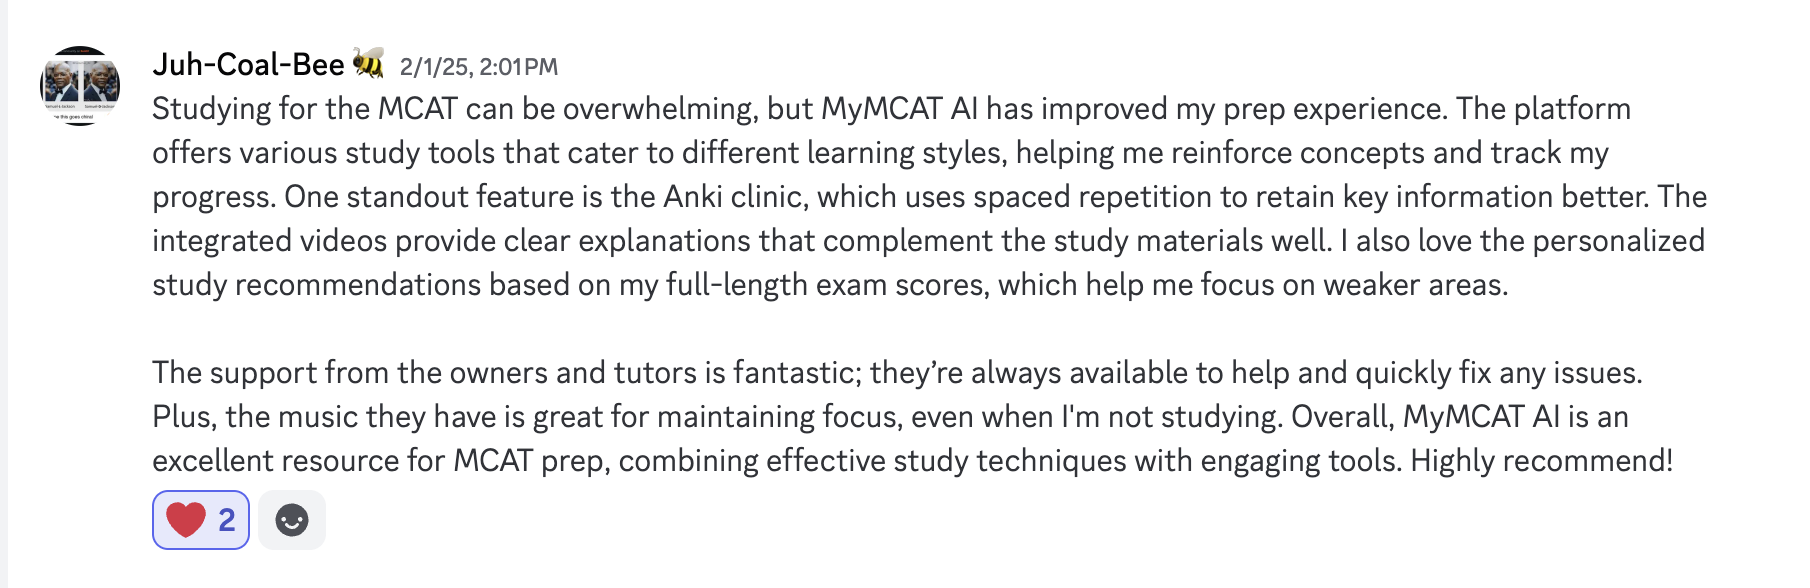 Juh-Coal-Bee🐝 2/1/25, 2:01 PM
Studying for the MCAT can be overwhelming, but MyMCAT AI has improved my prep experience. The platform
offers various study tools that cater to different learning styles, helping me reinforce concepts and track my
progress. One standout feature is the Anki clinic, which uses spaced repetition to retain key information better. The
integrated videos provide clear explanations that complement the study materials well. I also love the personalized
study recommendations based on my full-length exam scores, which help me focus on weaker areas.
The support from the owners and tutors is fantastic; they’re always available to help and quickly fix any issues.
Plus, the music they have is great for maintaining focus, even when I'm not studying. Overall, MyMCAT AI is an
excellent resource for MCAT prep, combining effective study techniques with engaging tools. Highly recommend!
❤️ 2